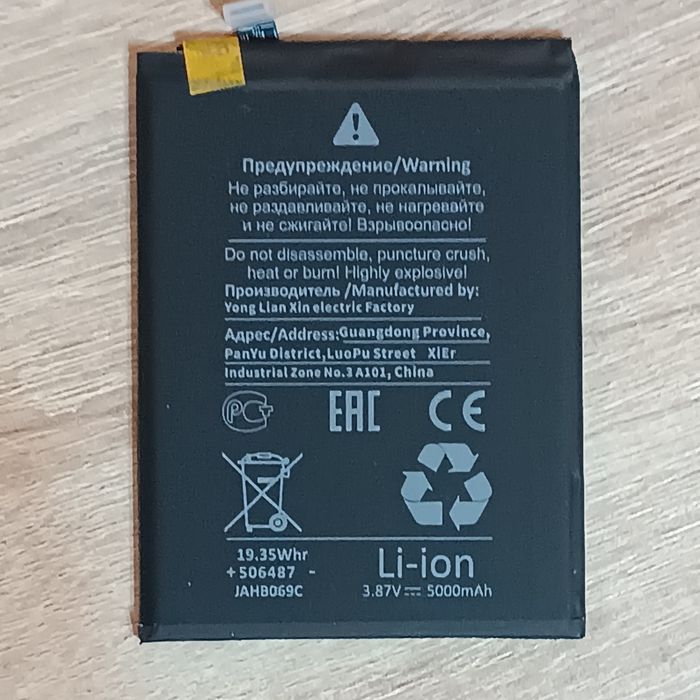 Предупреждение/Warning
Не разбирайте, не прокалывайте,
не раздавливайте, не нагревайте
и не сжигайте! Взрывоопасно!
Do not disassemble, puncture crush,
heat or burn! Highly explosive!
Производитель /Manufactured by:
Yong Lian Xin electric Factory
Адрес/Address:Guangdong Province,
PanYu District,LuoPu Street XiEr
Industrial Zone No.3 A101, China
РСТ EAC CE
19.35Whr
+506487 -
JAHB069C
Li-ion
3.87V 5000mAh